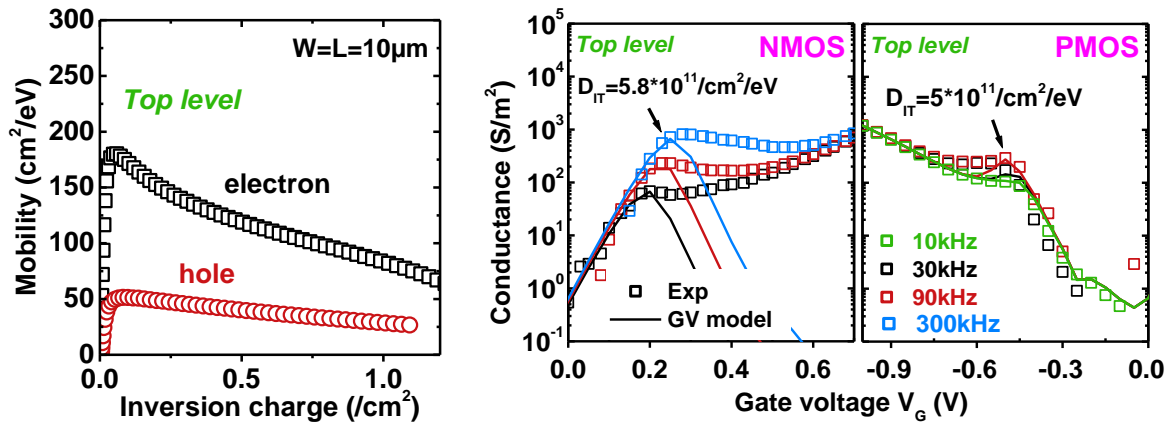 300
250
200
150
100
50
0
Mobility (cm²/eV)
W=L=10µm
Top level
electron
hole
0.0
0.5
1.0
Inversion charge (/cm²)
10⁵
10⁴
10³
10²
10¹
10⁰
10⁻¹
Conductance (S/m²)
Top level
NMOS
D_IT=5.8*10¹¹/cm²/eV
Exp
GV model
0.0
0.2
0.4
0.6
Top level
PMOS
D_IT=5*10¹¹/cm²/eV
10kHz
30kHz
90kHz
300kHz
-0.9
-0.6
-0.3
0.0
Gate voltage V_G (V)